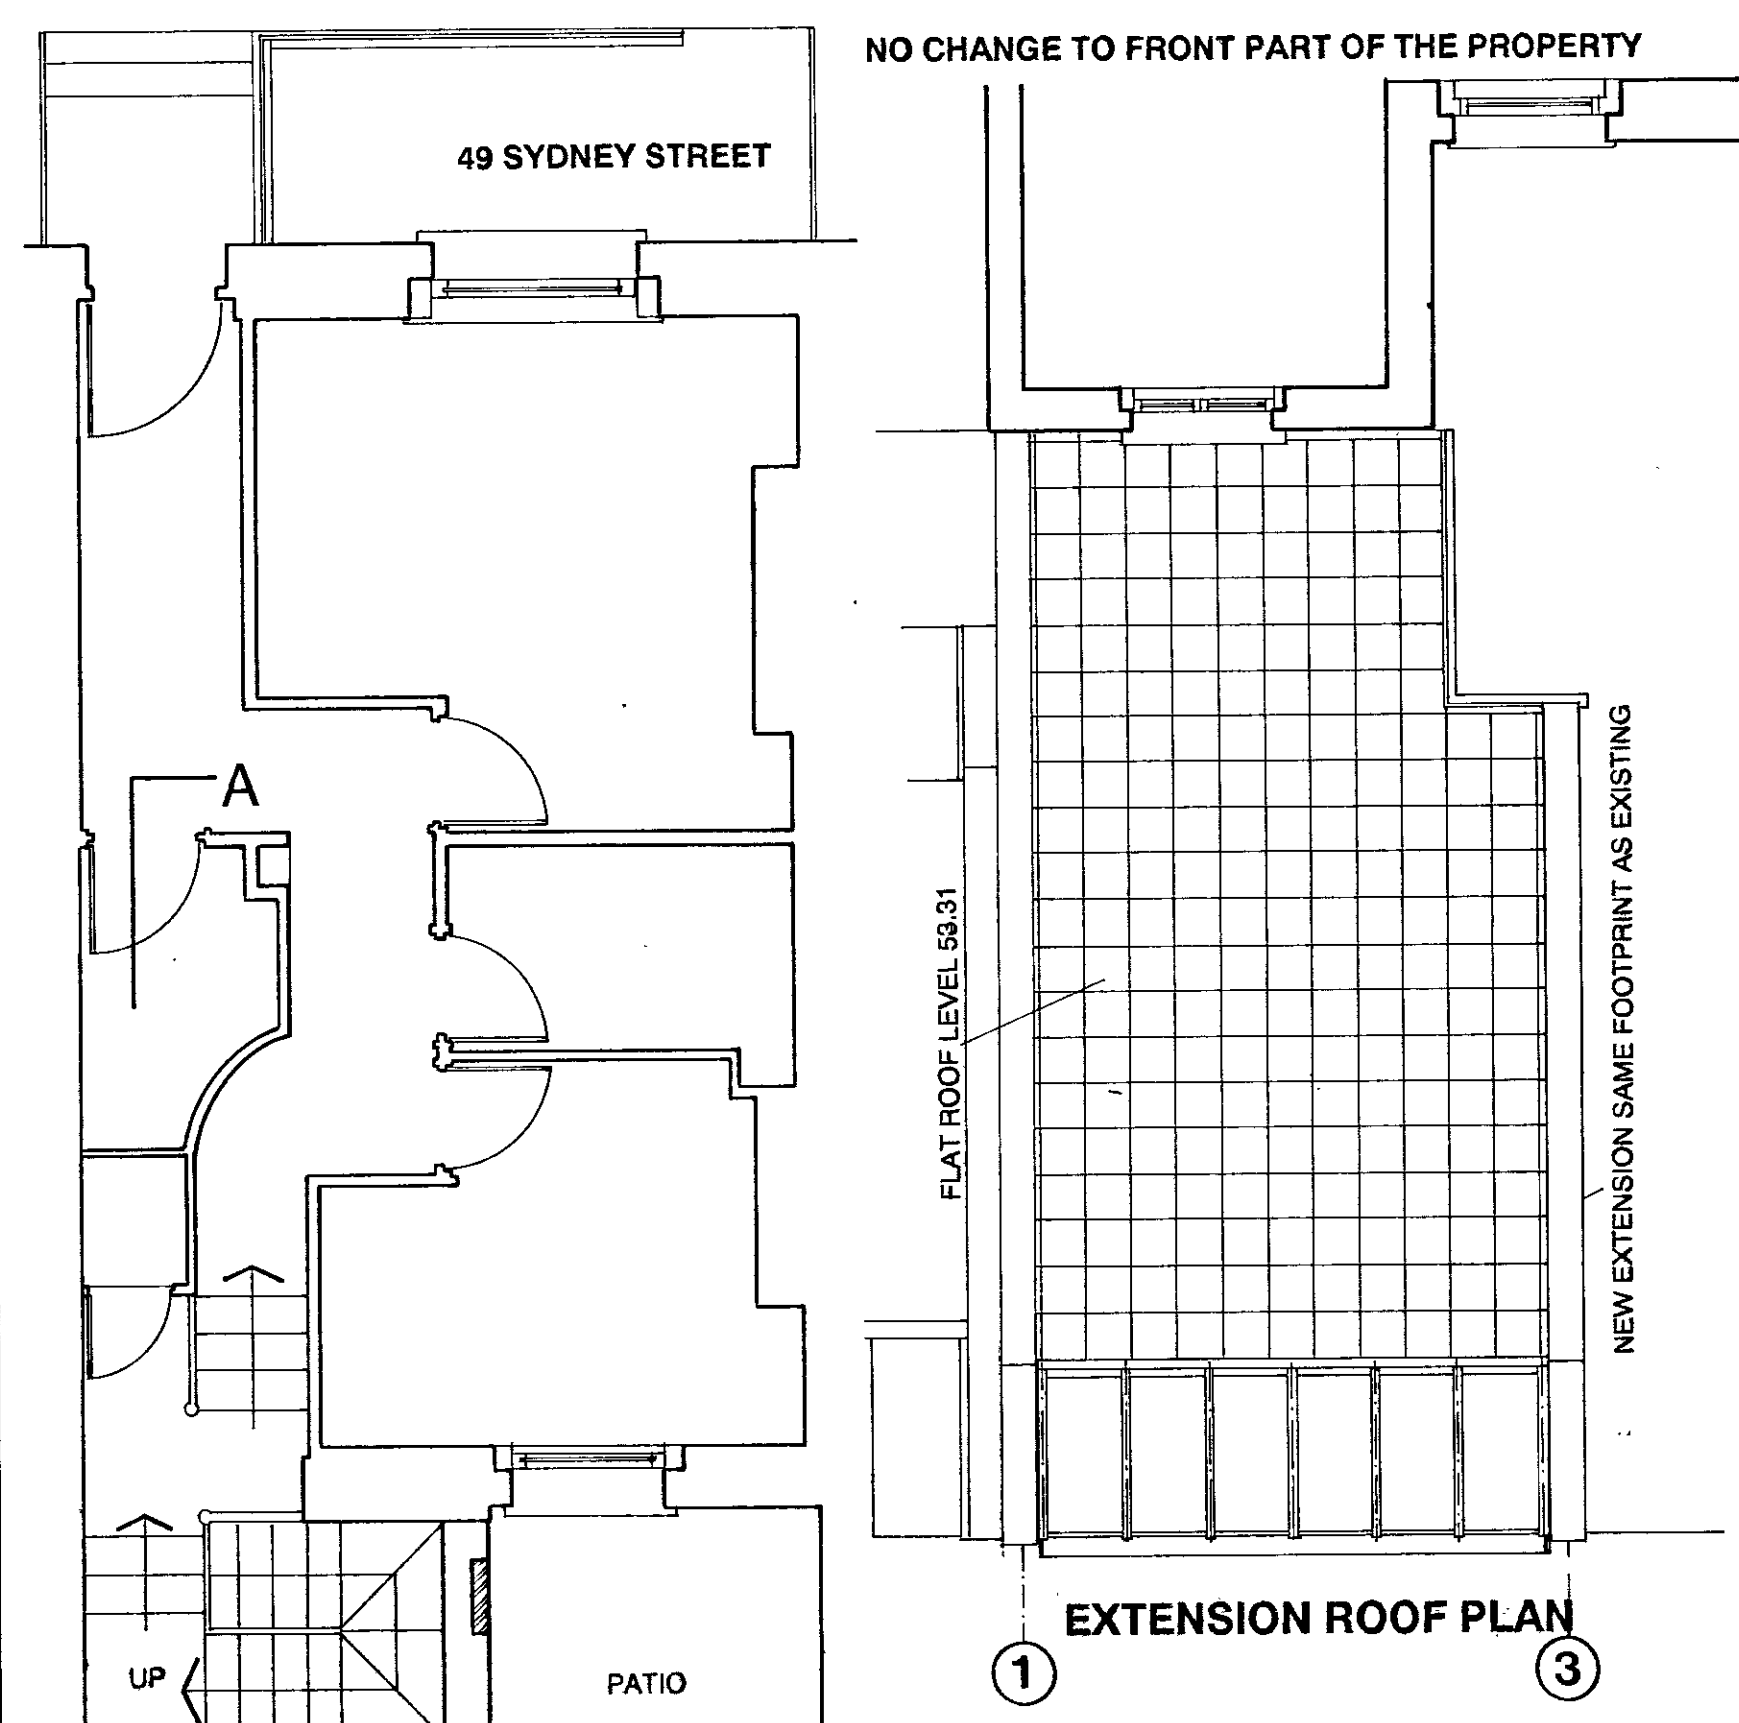 NO CHANGE TO FRONT PART OF THE PROPERTY
49 SYDNEY STREET
A
FLAT ROOF LEVEL 53.31
NEW EXTENSION SAME FOOTPRINT AS EXISTING
EXTENSION ROOF PLAN
UP
PATIO
1
3